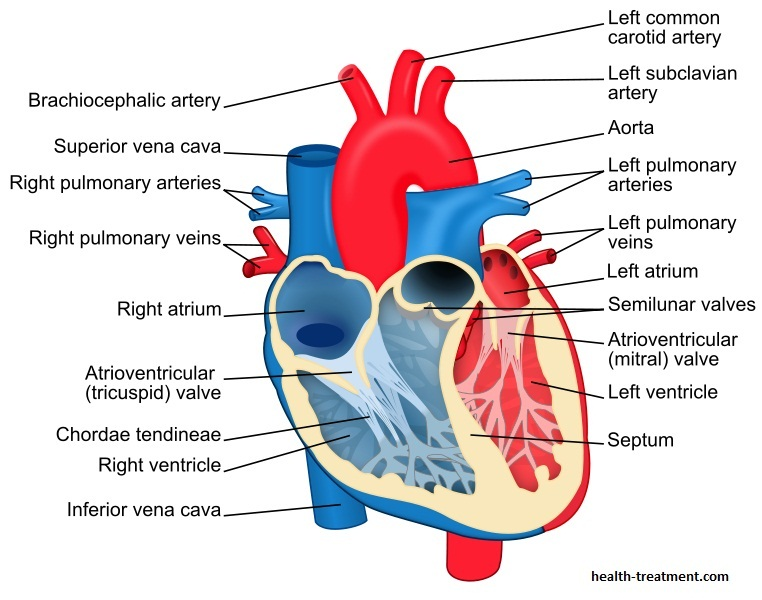 Left common
carotid artery
Left subclavian
artery
Brachiocephalic artery
Aorta
Superior vena cava
Left pulmonary
arteries
Right pulmonary arteries
Left pulmonary
veins
Right pulmonary veins
Left atrium
Semilunar valves
Right atrium
Atrioventricular
(mitral) valve
Atrioventricular
(tricuspid) valve
Left ventricle
Chordae tendineae
Septum
Right ventricle
Inferior vena cava
health-treatment.com